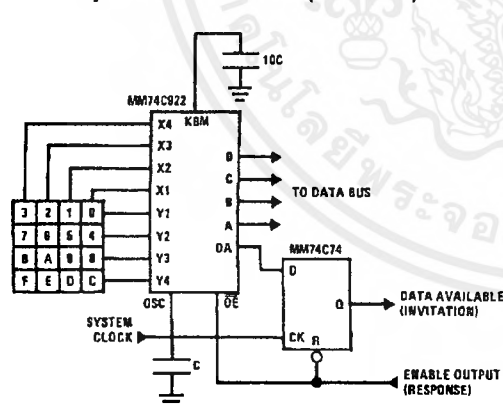 10C
MM74C922
KBM
X4
X3
X2
X1
Y1
Y2
Y3
Y4
D
C
B
A
DA
TO DATA BUS
3 2 1 0
7 6 5 4
B A 9 8
F E D C
OSC
OE
MM74C74
D
Q
CK
R
DATA AVAILABLE
(INVITATION)
SYSTEM
CLOCK
C
ENABLE OUTPUT
(RESPONSE)